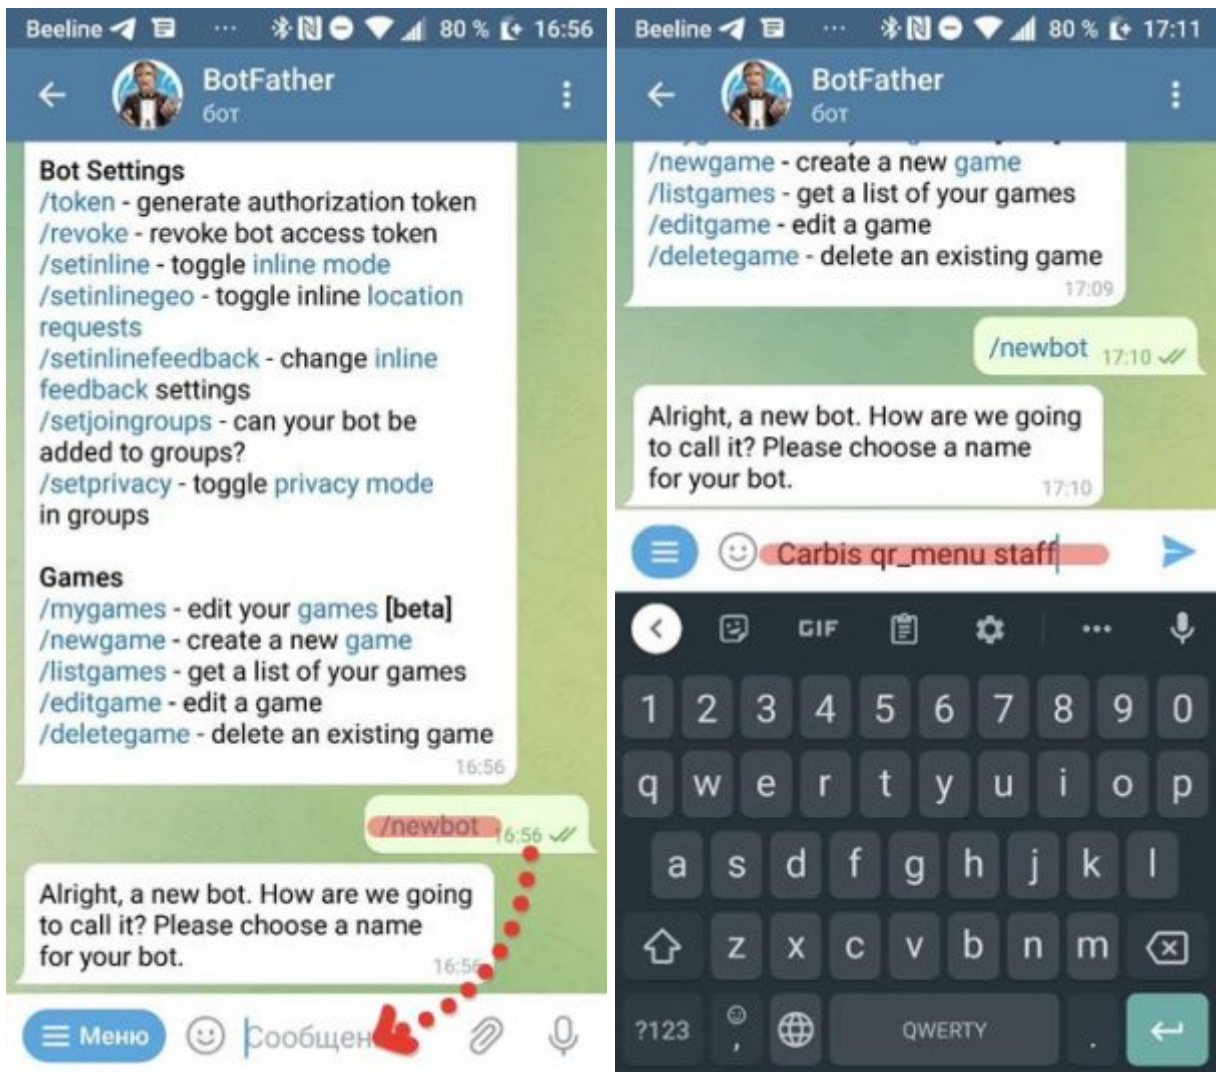 Beeline 80 % 16:56
BotFather
бот
Bot Settings
/token - generate authorization token
/revoke - revoke bot access token
/setinline - toggle inline mode
/setinlinegeo - toggle inline location
requests
/setinlinefeedback - change inline
feedback settings
/setjoingroups - can your bot be
added to groups?
/setprivacy - toggle privacy mode
in groups
Games
/mygames - edit your games [beta]
/newgame - create a new game
/listgames - get a list of your games
/editgame - edit a game
/deletegame - delete an existing game
16:56
/newbot 16:56
Alright, a new bot. How are we going
to call it? Please choose a name
for your bot.
16:56
Меню Сообщен
Beeline 80 % 17:11
BotFather
бот
/newgame - create a new game
/listgames - get a list of your games
/editgame - edit a game
/deletegame - delete an existing game
17:09
/newbot 17:10
Alright, a new bot. How are we going
to call it? Please choose a name
for your bot.
17:10
Carbis qr_menu staff
GIF
1 2 3 4 5 6 7 8 9 0
q w e r t y u i o p
a s d f g h j k l
z x c v b n m
?123 , QWERTY .